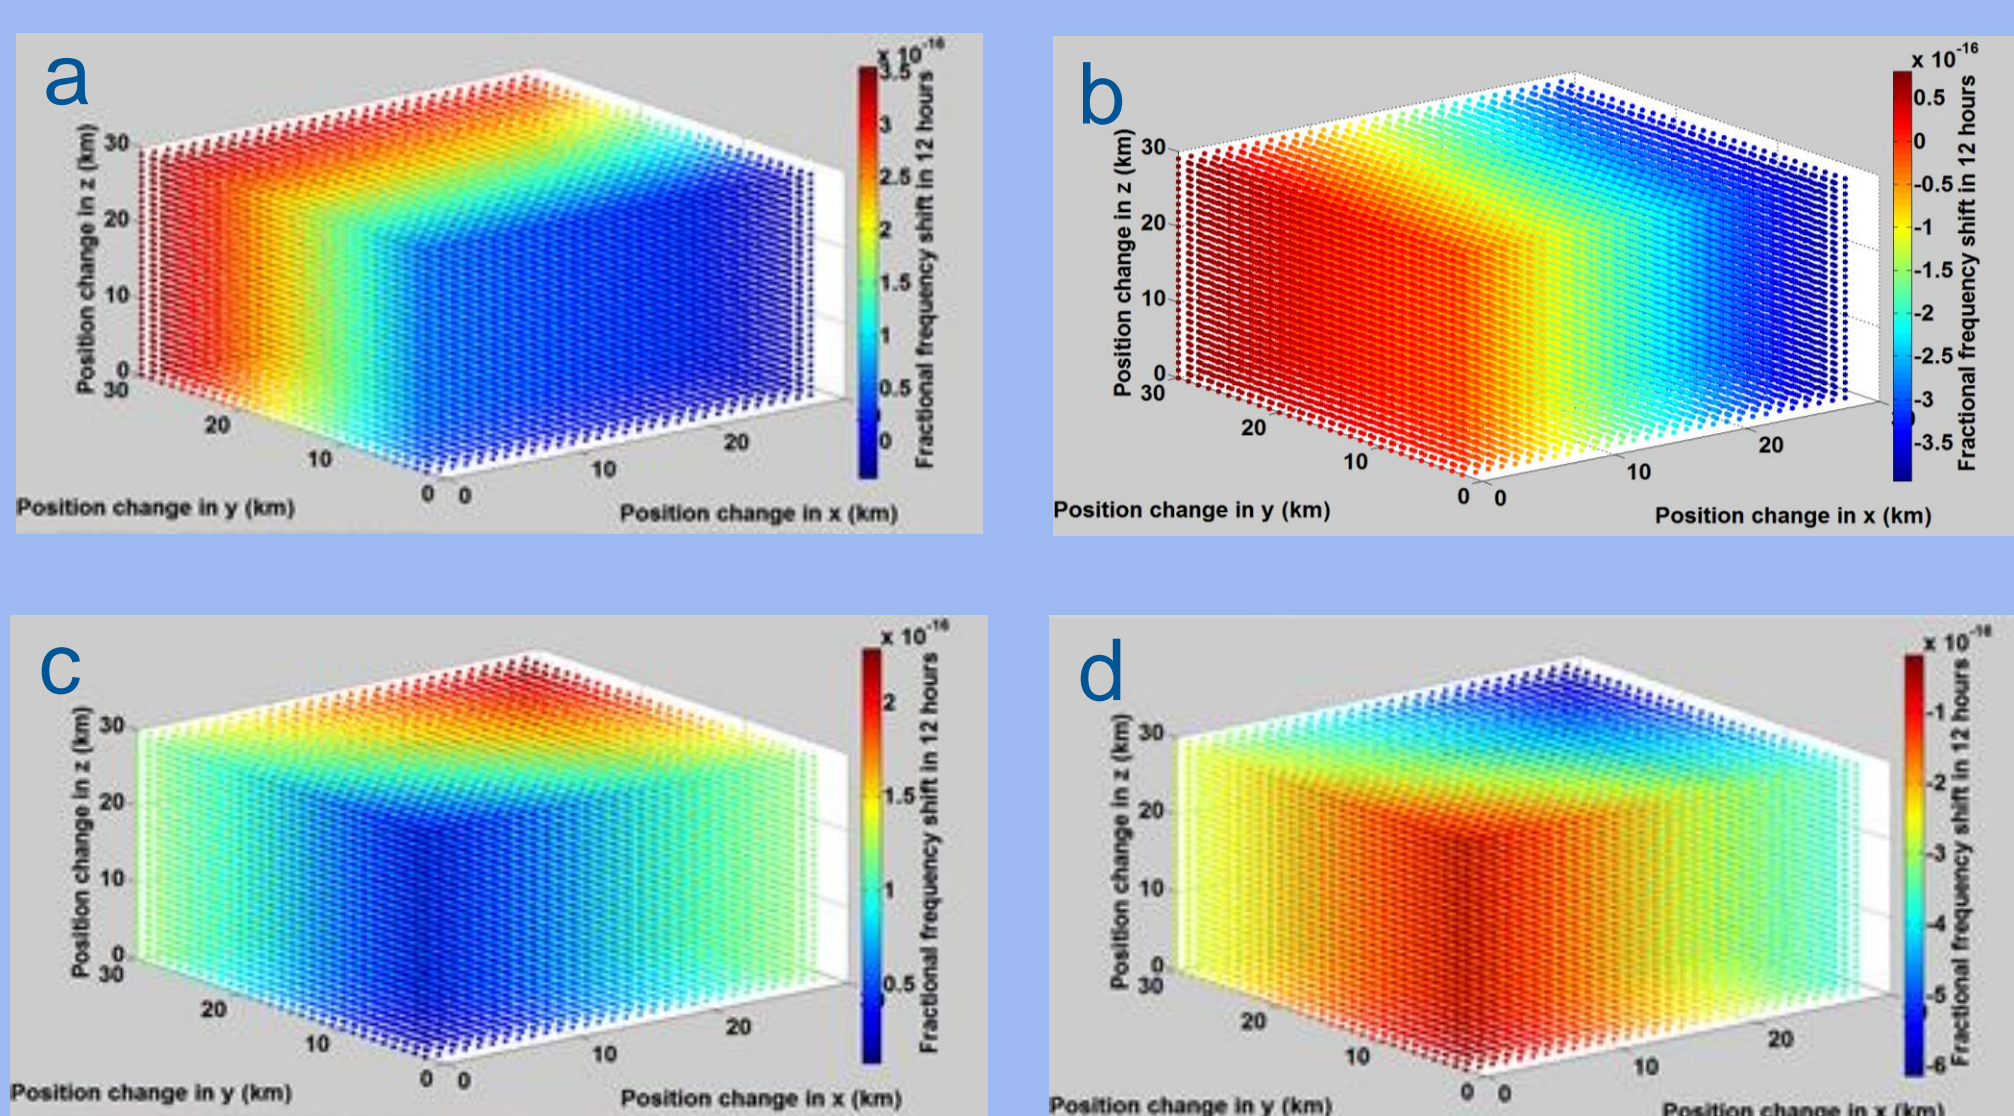 a
x 10-16
3.5
3
2.5
2
1.5
1
0.5
0
Fractional frequency shift in 12 hours
Position change in z (km)
30
20
10
0
30
20
10
0
0
10
20
Position change in y (km)
Position change in x (km)
b
x 10-16
0.5
0
-0.5
-1
-1.5
-2
-2.5
-3
-3.5
Fractional frequency shift in 12 hours
Position change in z (km)
30
20
10
0
30
20
10
0
0
10
20
Position change in y (km)
Position change in x (km)
c
x 10-16
2
1.5
1
0.5
Fractional frequency shift in 12 hours
Position change in z (km)
30
20
10
0
30
20
10
0
0
10
20
Position change in y (km)
Position change in x (km)
d
x 10-16
-1
-2
-3
-4
-5
-6
Fractional frequency shift in 12 hours
Position change in z (km)
30
20
10
0
30
20
10
0
0
10
20
Position change in y (km)
Position change in x (km)